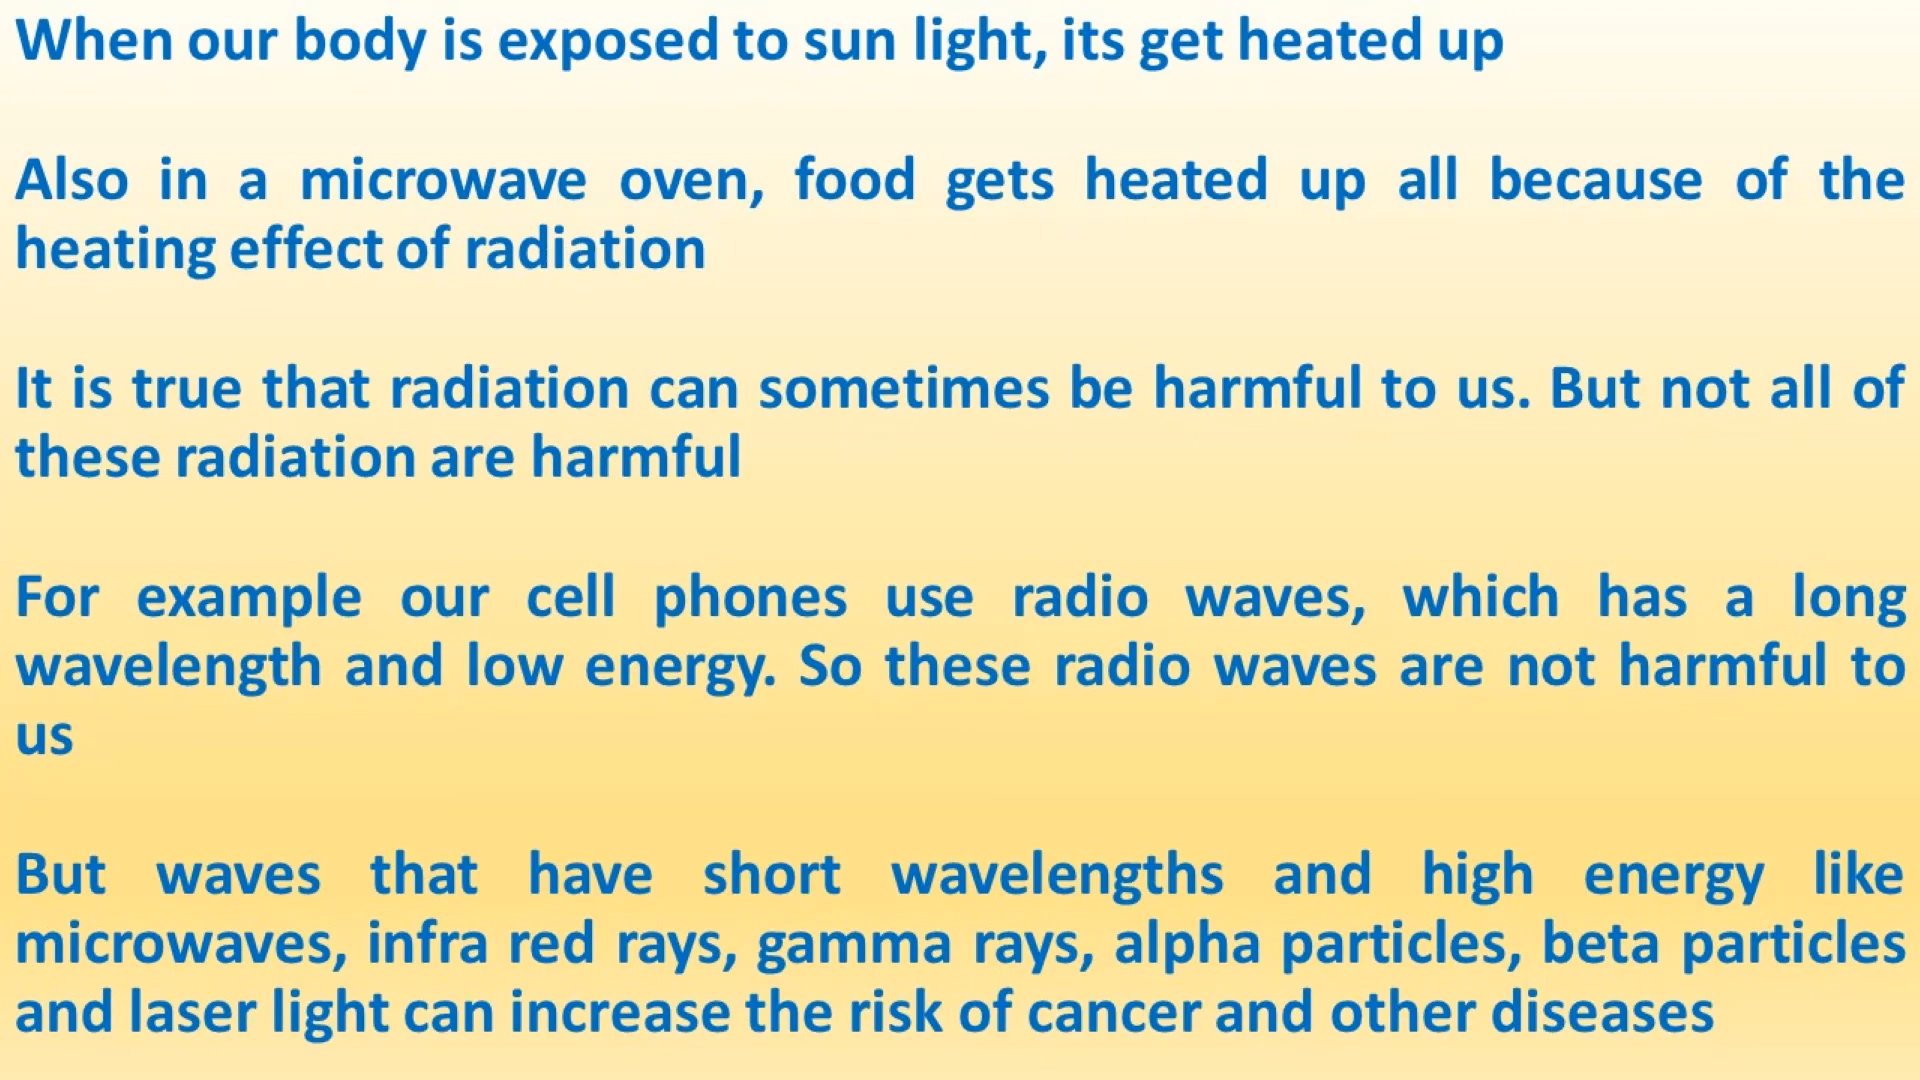 When our body is exposed to sun light, its get heated up
Also in a microwave oven, food gets heated up all because of the
heating effect of radiation
It is true that radiation can sometimes be harmful to us. But not all of
these radiation are harmful
For example our cell phones use radio waves, which has a long
wavelength and low energy. So these radio waves are not harmful to
us
But waves that have short wavelengths and high energy like
microwaves, infra red rays, gamma rays, alpha particles, beta particles
and laser light can increase the risk of cancer and other diseases